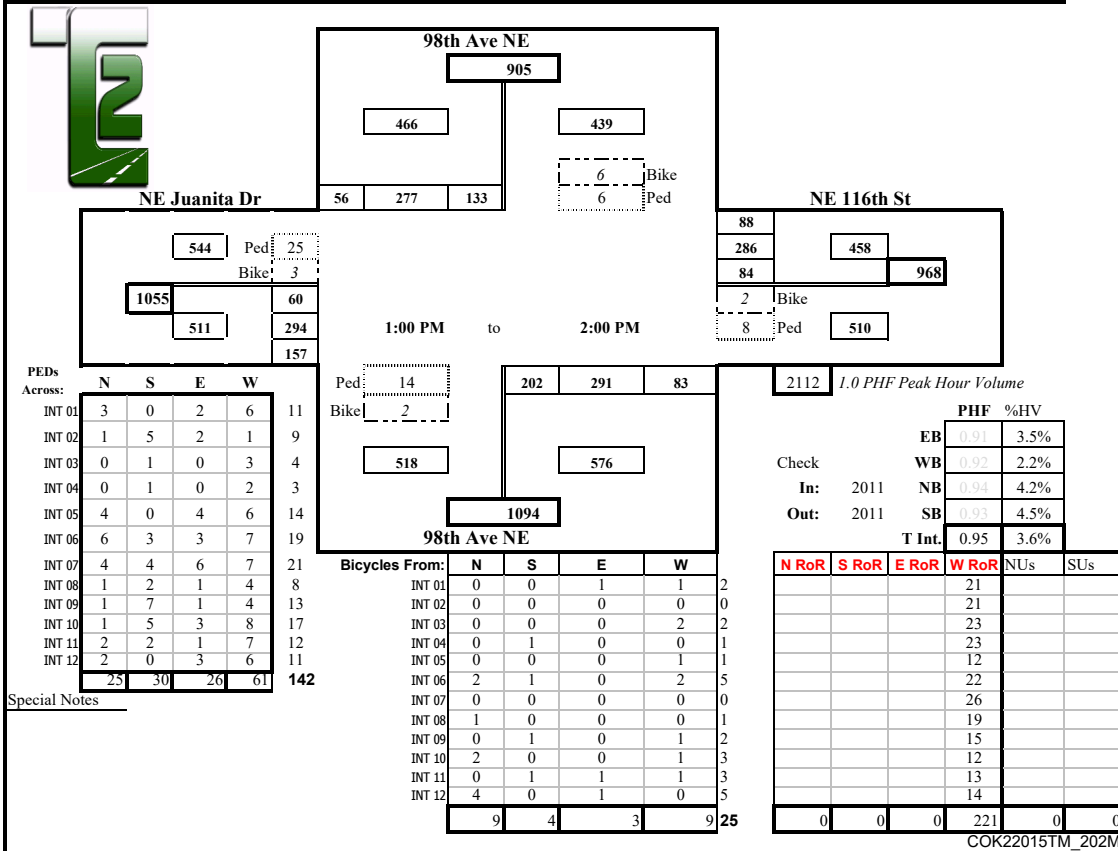 T2
98th Ave NE
905
466 439
6 Bike
NE Juanita Dr 56 277 133 6 Ped NE 116th St
88
544 Ped 25 286 458
Bike 3 84 968
1055 60 2 Bike
511 294 1:00 PM to 2:00 PM 8 Ped 510
157
PEDs
Across: N S E W Ped 14 202 291 83 2112 1.0 PHF Peak Hour Volume
INT 01 3 0 2 6 11 Bike 2 PHF %HV
INT 02 1 5 2 1 9 EB 0.91 3.5%
INT 03 0 1 0 3 4 518 576 Check WB 0.92 2.2%
INT 04 0 1 0 2 3 In: 2011 NB 0.94 4.2%
INT 05 4 0 4 6 14 1094 Out: 2011 SB 0.93 4.5%
INT 06 6 3 3 7 19 98th Ave NE T Int. 0.95 3.6%
INT 07 4 4 6 7 21 Bicycles From: N S E W N RoR S RoR E RoR W RoR NUs SUs
INT 08 1 2 1 4 8 INT 01 0 0 1 1 2 21
INT 09 1 7 1 4 13 INT 02 0 0 0 0 0 21
INT 10 1 5 3 8 17 INT 03 0 0 0 2 2 23
INT 11 2 2 1 7 12 INT 04 0 1 0 0 1 23
INT 12 2 0 3 6 11 INT 05 0 0 0 1 1 12
25 30 26 61 142 INT 06 2 1 0 2 5 22
Special Notes INT 07 0 0 0 0 0 26
INT 08 1 0 0 0 1 19
INT 09 0 1 0 1 2 15
INT 10 2 0 0 1 3 12
INT 11 0 1 1 1 3 13
INT 12 4 0 1 0 5 14
9 4 3 9 25 0 0 0 221 0 0
COK22015TM_202M